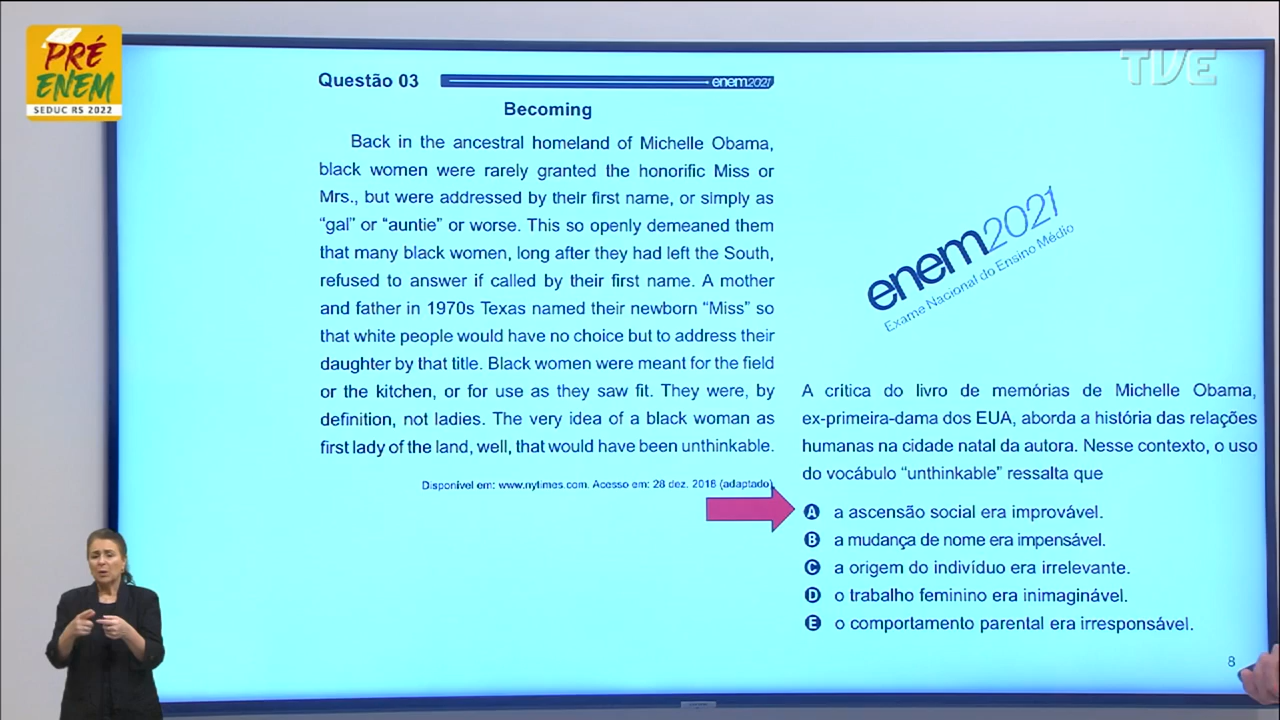 PRÉ
ENEM
SEDUC RS 2022
TVE
Questão 03
enem2021
Becoming
Back in the ancestral homeland of Michelle Obama,
black women were rarely granted the honorific Miss or
Mrs., but were addressed by their first name, or simply as
“gal” or “auntie” or worse. This so openly demeaned them
that many black women, long after they had left the South,
refused to answer if called by their first name. A mother
and father in 1970s Texas named their newborn “Miss” so
that white people would have no choice but to address their
daughter by that title. Black women were meant for the field
or the kitchen, or for use as they saw fit. They were, by
definition, not ladies. The very idea of a black woman as
first lady of the land, well, that would have been unthinkable.
Disponível em: www.nytimes.com. Acesso em: 28 dez. 2018 (adaptado)
enem2021
Exame Nacional do Ensino Médio
A crítica do livro de memórias de Michelle Obama,
ex-primeira-dama dos EUA, aborda a história das relações
humanas na cidade natal da autora. Nesse contexto, o uso
do vocábulo “unthinkable” ressalta que
A a ascensão social era improvável.
B a mudança de nome era impensável.
C a origem do indivíduo era irrelevante.
D o trabalho feminino era inimaginável.
E o comportamento parental era irresponsável.
8